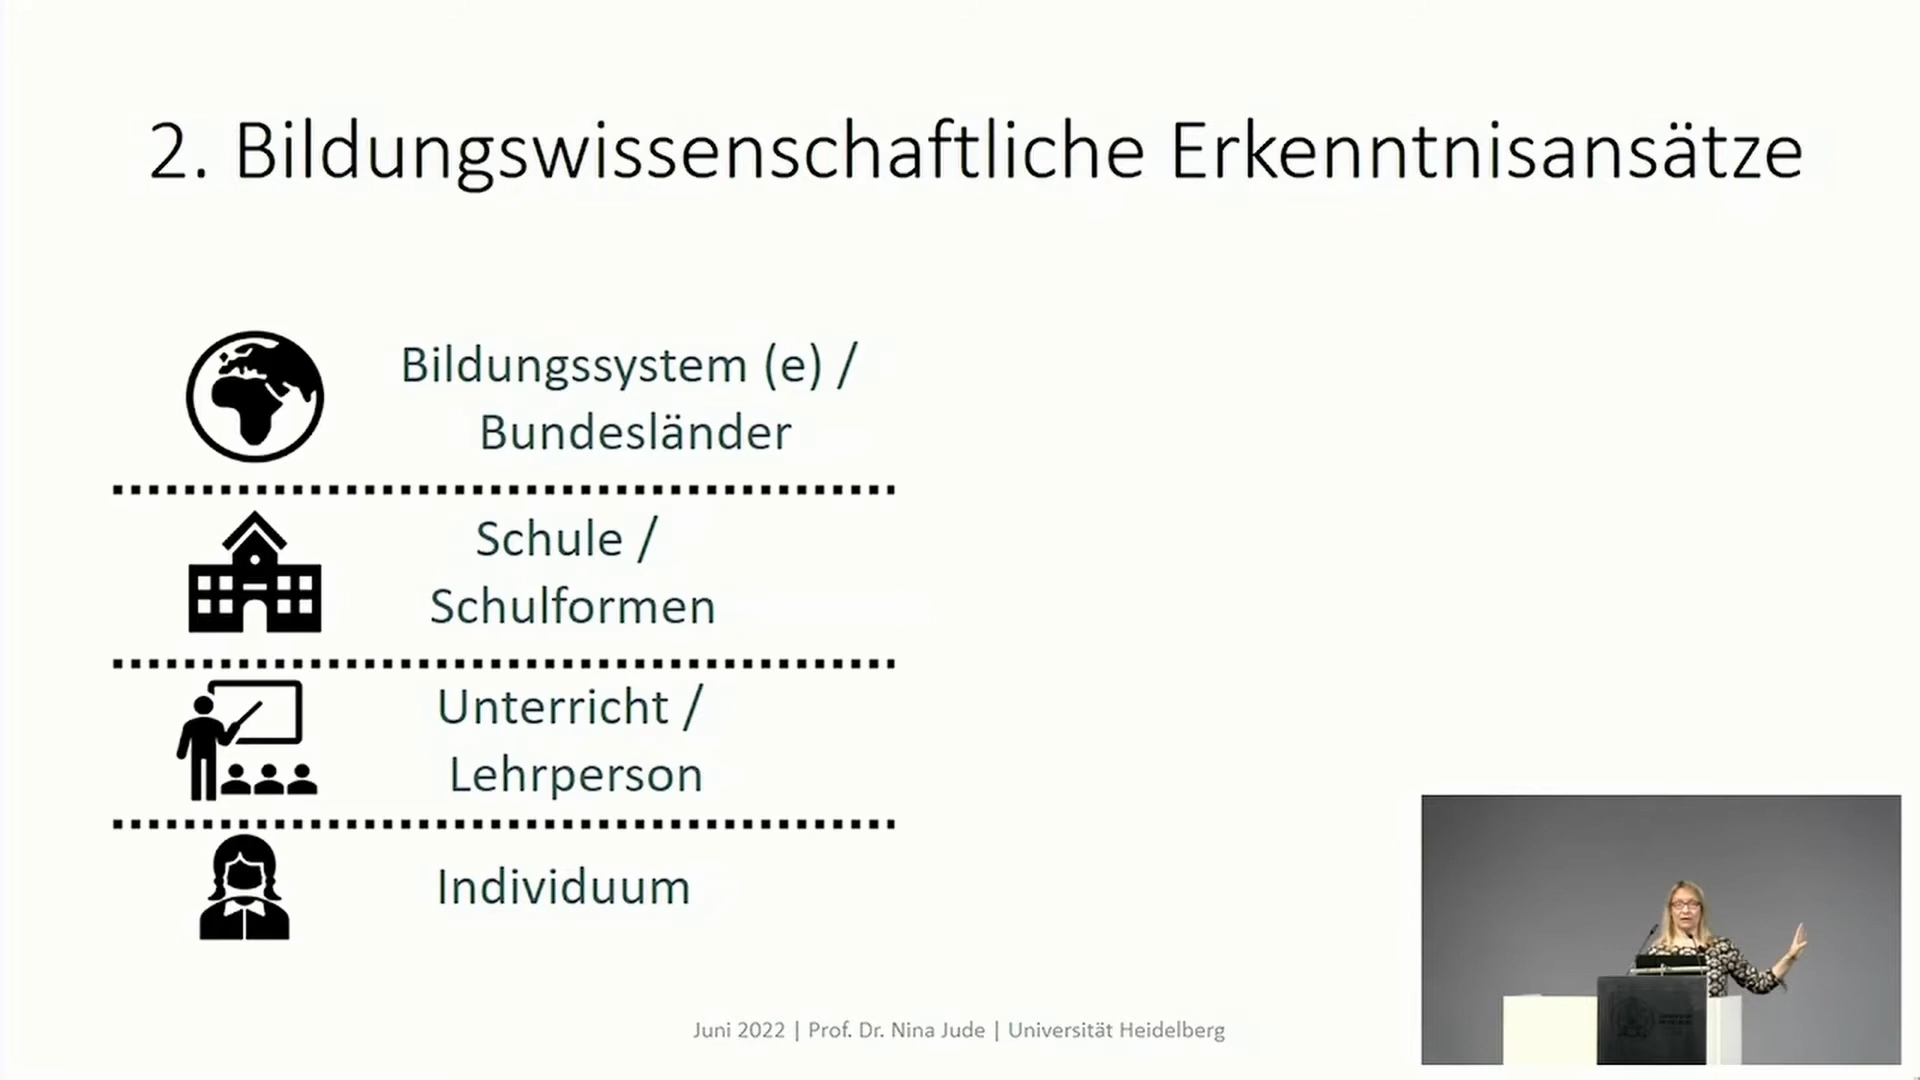 2. Bildungswissenschaftliche Erkenntnisansätze
Bildungssystem (e) /
Bundesländer
Schule /
Schulformen
Unterricht /
Lehrperson
Individuum
Juni 2022 | Prof. Dr. Nina Jude | Universität Heidelberg